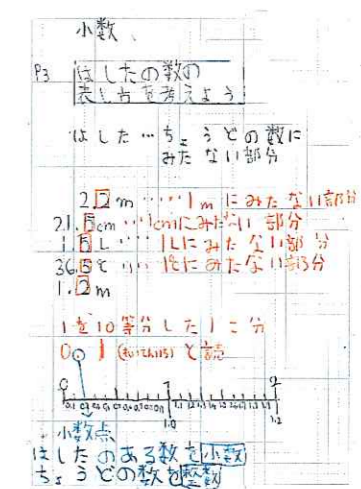 小数
P3 はしたの数の
表し方を考えよう
はした…ちょうどの数に
みたない部分
2.2m……1mにみたない部分
21.5cm…1cmにみたない部分
1.5L…1Lにみたない部分
36.5℃…1℃にみたない部分
1.2m
1を10等分した1こ分
0.1(れいてんいち)と読
0 1 2
小数点
はしたのある数を小数
ちょうどの数を整数